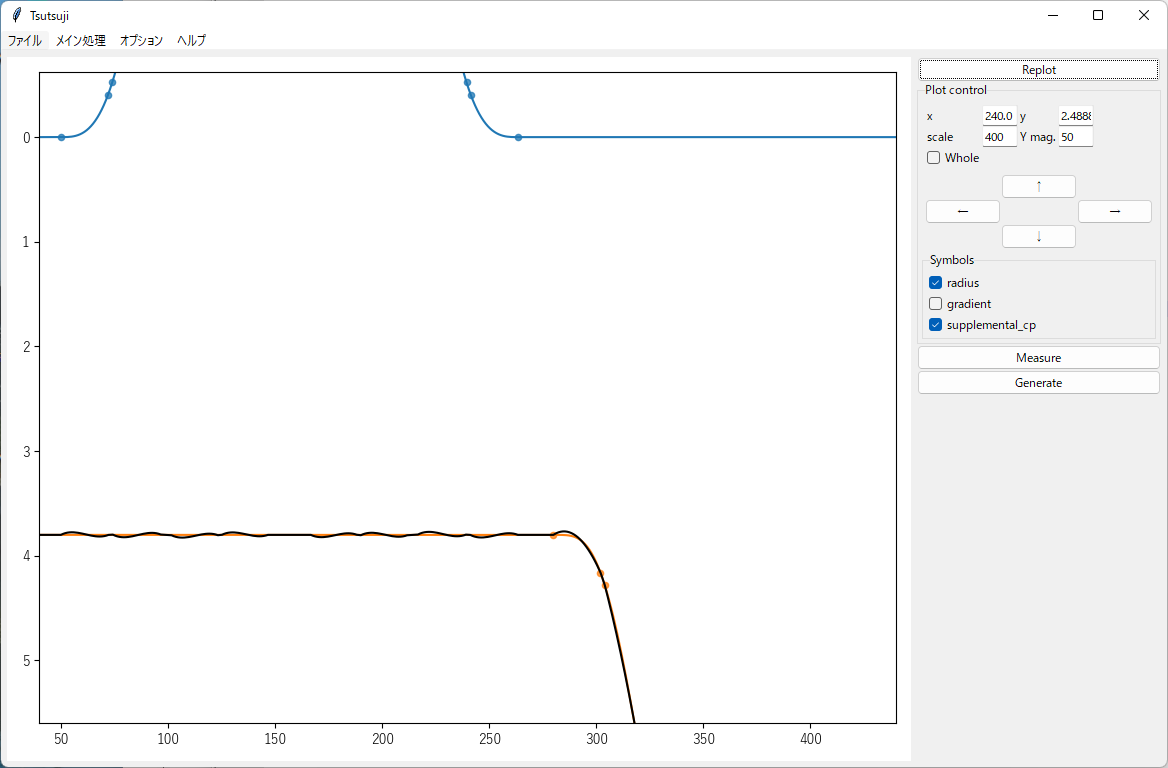 Tsutsuji
ファイル メイン処理 オプション ヘルプ
Replot
Plot control
x 240.0 y 2.4888
scale 400 Y mag. 50
Whole
↑
← →
↓
Symbols
radius
gradient
supplemental_cp
Measure
Generate
0
1
2
3
4
5
50 100 150 200 250 300 350 400